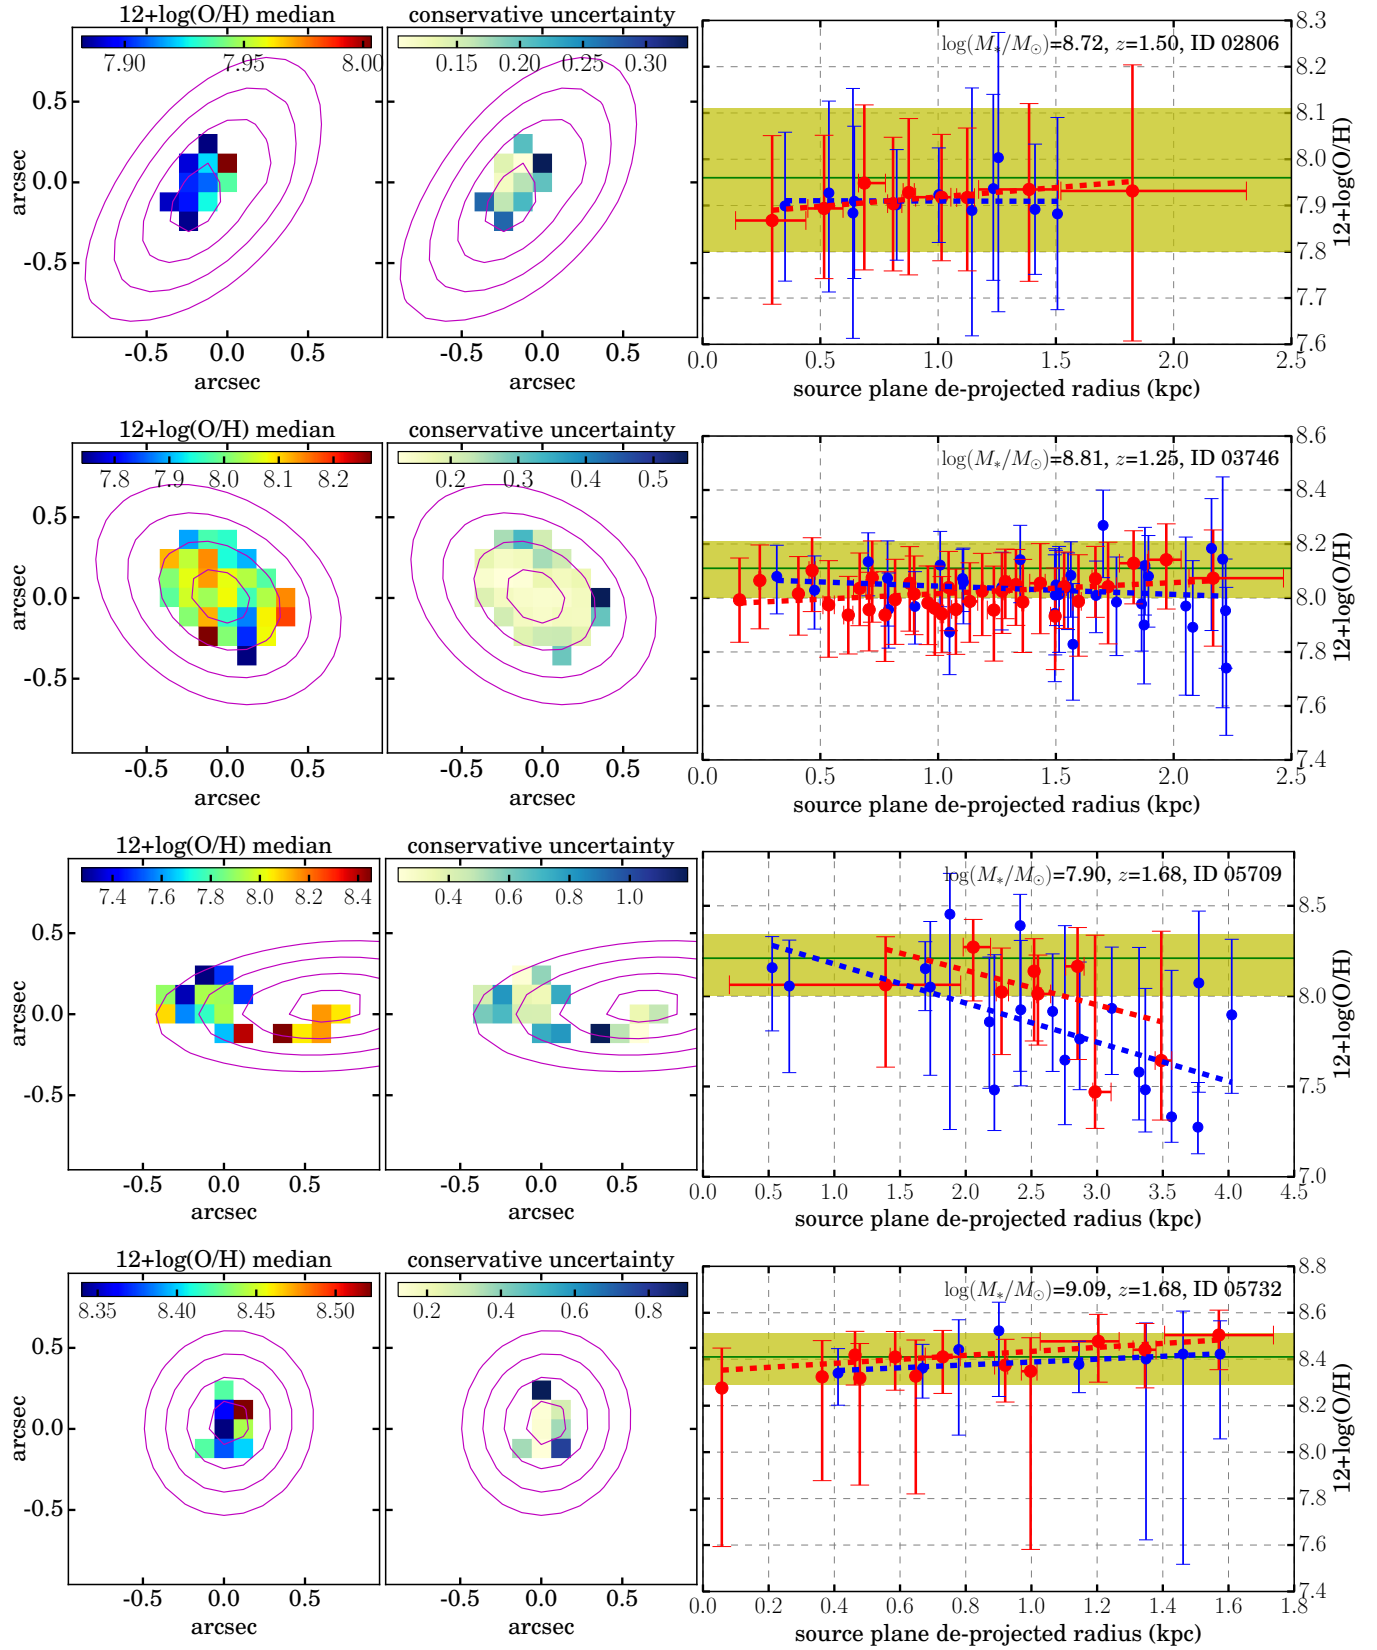 12+log(O/H) median
conservative uncertainty
7.90 7.95 8.00
0.15 0.20 0.25 0.30
log(M*/M⊙)=8.72, z=1.50, ID 02806
arcsec
0.5
0.0
-0.5
-0.5 0.0 0.5
arcsec
-0.5 0.0 0.5
arcsec
8.3
8.2
8.1
8.0
7.9
7.8
7.7
7.6
12+log(O/H)
0.0 0.5 1.0 1.5 2.0 2.5
source plane de-projected radius (kpc)
12+log(O/H) median
conservative uncertainty
7.8 7.9 8.0 8.1 8.2
0.2 0.3 0.4 0.5
log(M*/M⊙)=8.81, z=1.25, ID 03746
arcsec
0.5
0.0
-0.5
-0.5 0.0 0.5
arcsec
-0.5 0.0 0.5
arcsec
8.6
8.4
8.2
8.0
7.8
7.6
7.4
12+log(O/H)
0.0 0.5 1.0 1.5 2.0 2.5
source plane de-projected radius (kpc)
12+log(O/H) median
conservative uncertainty
7.4 7.6 7.8 8.0 8.2 8.4
0.4 0.6 0.8 1.0
log(M*/M⊙)=7.90, z=1.68, ID 05709
arcsec
0.5
0.0
-0.5
-0.5 0.0 0.5
arcsec
-0.5 0.0 0.5
arcsec
8.5
8.0
7.5
7.0
12+log(O/H)
0.0 0.5 1.0 1.5 2.0 2.5 3.0 3.5 4.0 4.5
source plane de-projected radius (kpc)
12+log(O/H) median
conservative uncertainty
8.35 8.40 8.45 8.50
0.2 0.4 0.6 0.8
log(M*/M⊙)=9.09, z=1.68, ID 05732
arcsec
0.5
0.0
-0.5
-0.5 0.0 0.5
arcsec
-0.5 0.0 0.5
arcsec
8.8
8.6
8.4
8.2
8.0
7.8
7.6
7.4
12+log(O/H)
0.0 0.2 0.4 0.6 0.8 1.0 1.2 1.4 1.6 1.8
source plane de-projected radius (kpc)